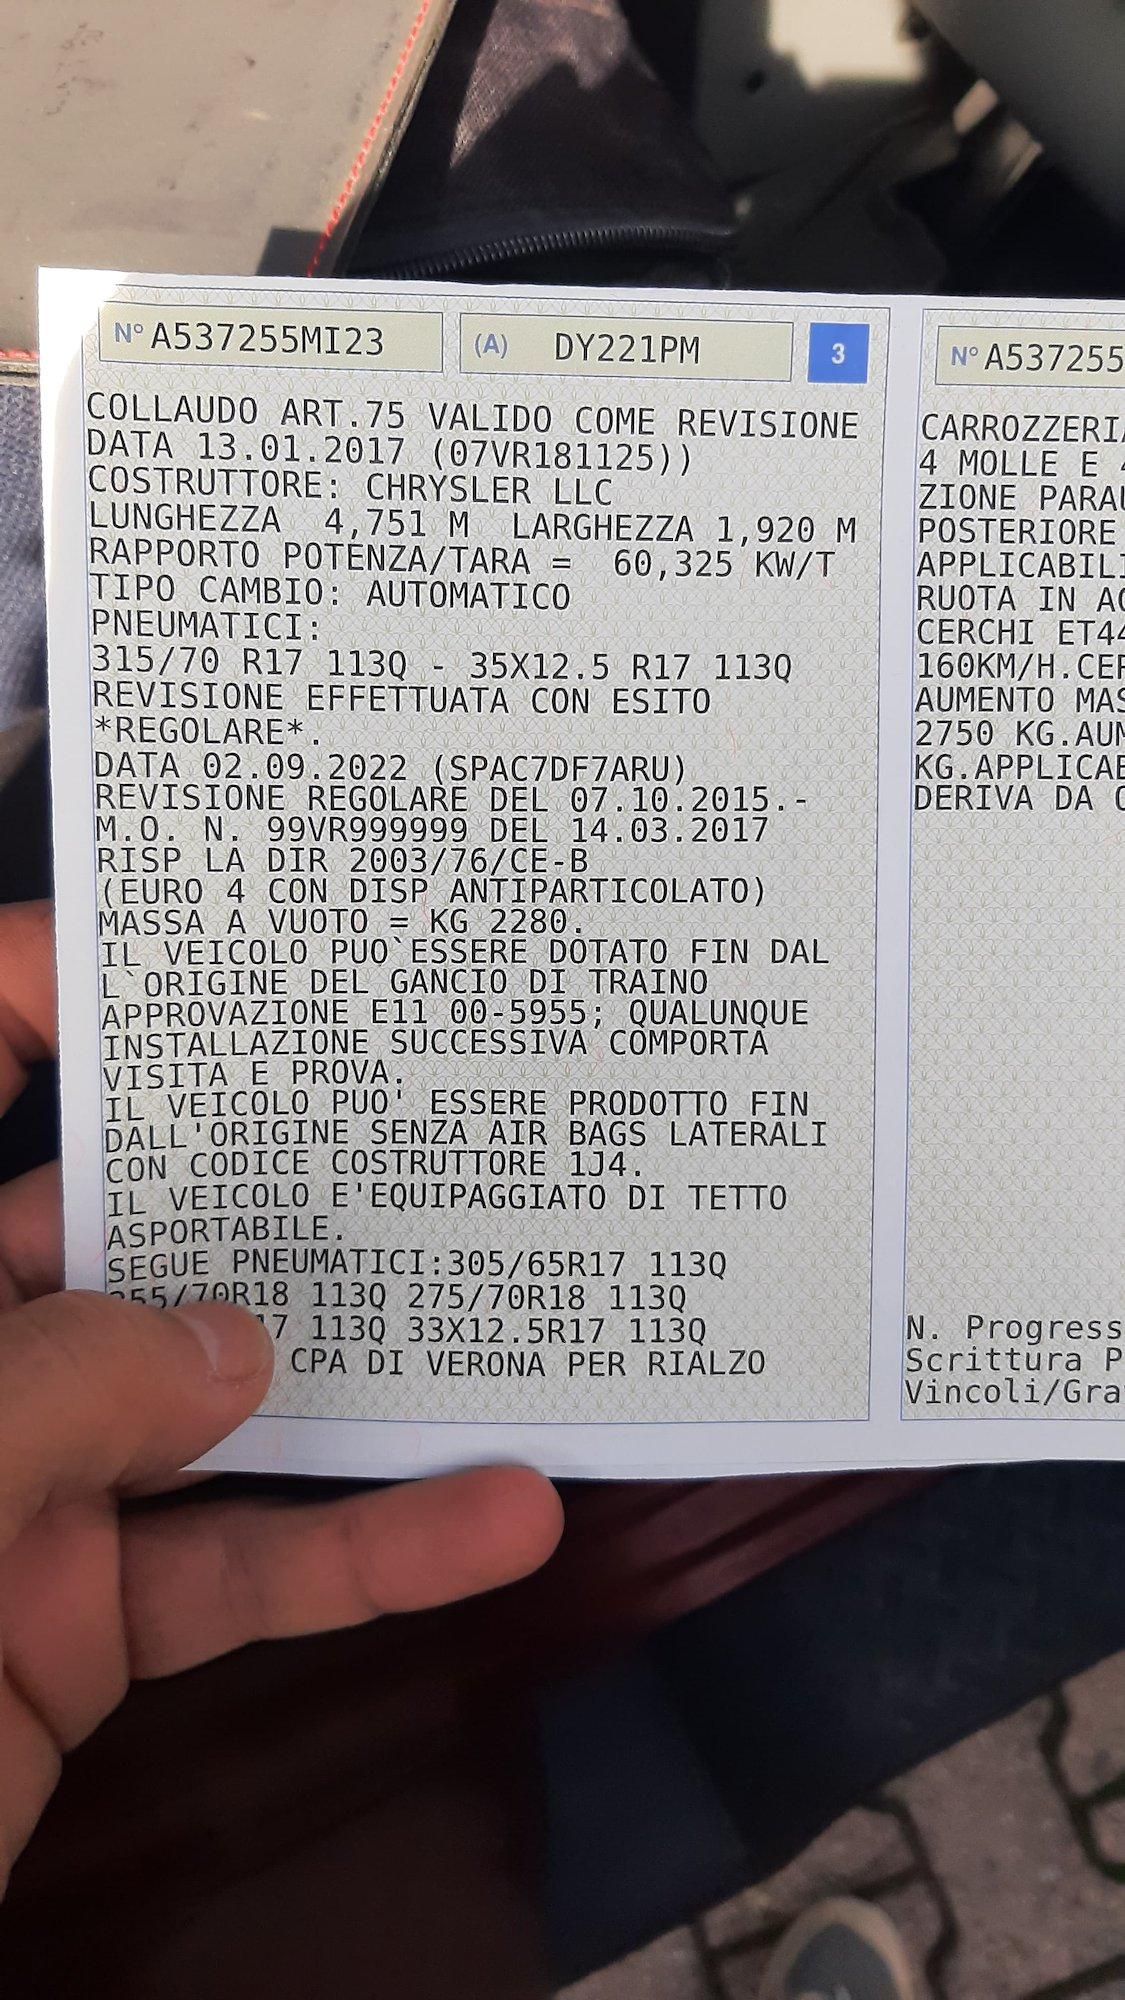 N° A537255MI23
(A) DY221PM
3
COLLAUDO ART.75 VALIDO COME REVISIONE
DATA 13.01.2017 (07VR181125))
COSTRUTTORE: CHRYSLER LLC
LUNGHEZZA 4,751 M LARGHEZZA 1,920 M
RAPPORTO POTENZA/TARA = 60,325 KW/T
TIPO CAMBIO: AUTOMATICO
PNEUMATICI:
315/70 R17 113Q - 35X12.5 R17 113Q
REVISIONE EFFETTUATA CON ESITO
*REGOLARE*.
DATA 02.09.2022 (SPAC7DF7ARU)
REVISIONE REGOLARE DEL 07.10.2015.-
M.O. N. 99VR999999 DEL 14.03.2017
RISP LA DIR 2003/76/CE-B
(EURO 4 CON DISP ANTIPARTICOLATO)
MASSA A VUOTO = KG 2280.
IL VEICOLO PUO`ESSERE DOTATO FIN DAL
L`ORIGINE DEL GANCIO DI TRAINO
APPROVAZIONE E11 00-5955; QUALUNQUE
INSTALLAZIONE SUCCESSIVA COMPORTA
VISITA E PROVA.
IL VEICOLO PUO' ESSERE PRODOTTO FIN
DALL'ORIGINE SENZA AIR BAGS LATERALI
CON CODICE COSTRUTTORE 1J4.
IL VEICOLO E'EQUIPAGGIATO DI TETTO
ASPORTABILE.
SEGUE PNEUMATICI:305/65R17 113Q
255/70R18 113Q 275/70R18 113Q
113Q 33X12.5R17 113Q
CPA DI VERONA PER RIALZO
N° A537255
CARROZZERIA
4 MOLLE E 4
ZIONE PARAU
POSTERIORE
APPLICABILI
RUOTA IN AC
CERCHI ET44
160KM/H.CER
AUMENTO MAS
2750 KG.AUM
KG.APPLICAB
DERIVA DA
N. Progress
Scrittura P
Vincoli/Gra